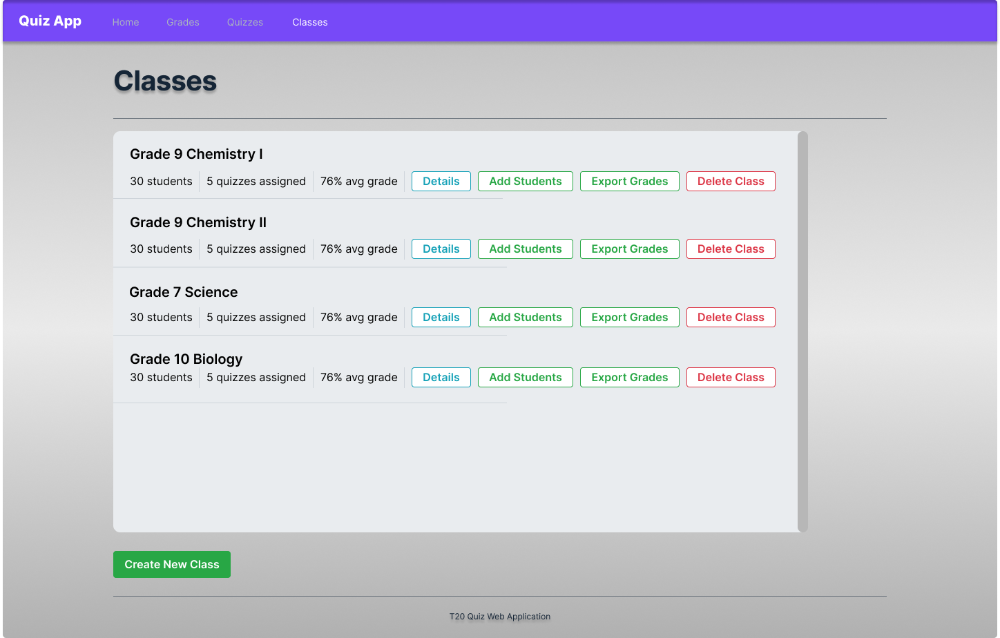 Quiz App Home Grades Quizzes Classes
Classes
Grade 9 Chemistry I
30 students 5 quizzes assigned 76% avg grade Details Add Students Export Grades Delete Class
Grade 9 Chemistry II
30 students 5 quizzes assigned 76% avg grade Details Add Students Export Grades Delete Class
Grade 7 Science
30 students 5 quizzes assigned 76% avg grade Details Add Students Export Grades Delete Class
Grade 10 Biology
30 students 5 quizzes assigned 76% avg grade Details Add Students Export Grades Delete Class
Create New Class
T20 Quiz Web Application